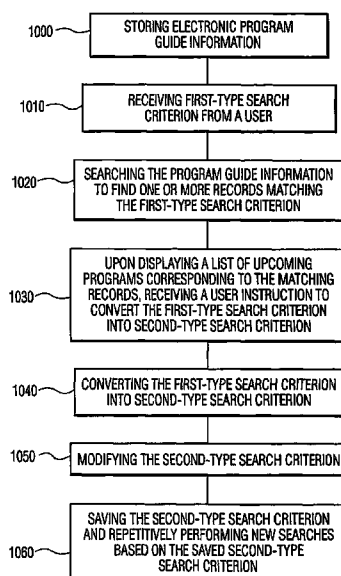 1000
STORING ELECTRONIC PROGRAM
GUIDE INFORMATION
1010
RECEIVING FIRST-TYPE SEARCH
CRITERION FROM A USER
1020
SEARCHING THE PROGRAM GUIDE INFORMATION
TO FIND ONE OR MORE RECORDS MATCHING
THE FIRST-TYPE SEARCH CRITERION
1030
UPON DISPLAYING A LIST OF UPCOMING
PROGRAMS CORRESPONDING TO THE MATCHING
RECORDS, RECEIVING A USER INSTRUCTION TO
CONVERT THE FIRST-TYPE SEARCH CRITERION
INTO SECOND-TYPE SEARCH CRITERION
1040
CONVERTING THE FIRST-TYPE SEARCH CRITERION
INTO SECOND-TYPE SEARCH CRITERION
1050
MODIFYING THE SECOND-TYPE SEARCH CRITERION
1060
SAVING THE SECOND-TYPE SEARCH CRITERION
AND REPETITIVELY PERFORMING NEW SEARCHES
BASED ON THE SAVED SECOND-TYPE
SEARCH CRITERION